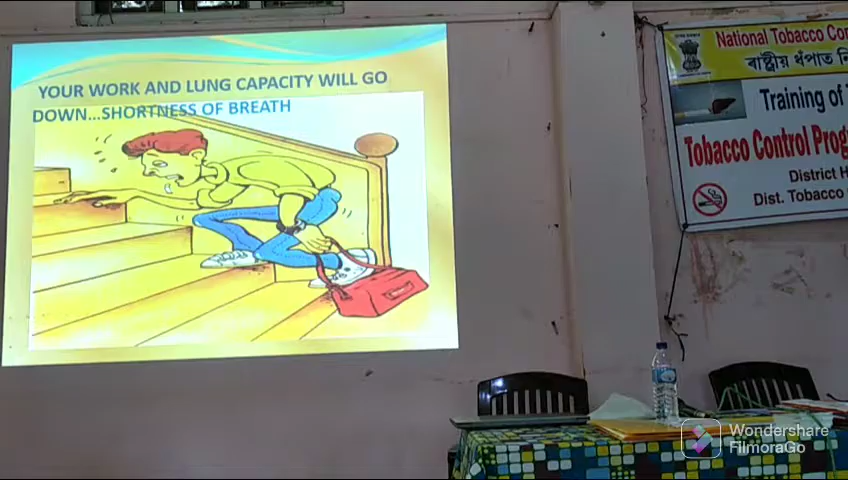 YOUR WORK AND LUNG CAPACITY WILL GO
DOWN...SHORTNESS OF BREATH
National Tobacco Con
ৰাষ্ট্ৰীয় ধঁপাত নি
Training of
Tobacco Control Prog
District H
Dist. Tobacco
Wondershare
FilmoraGo